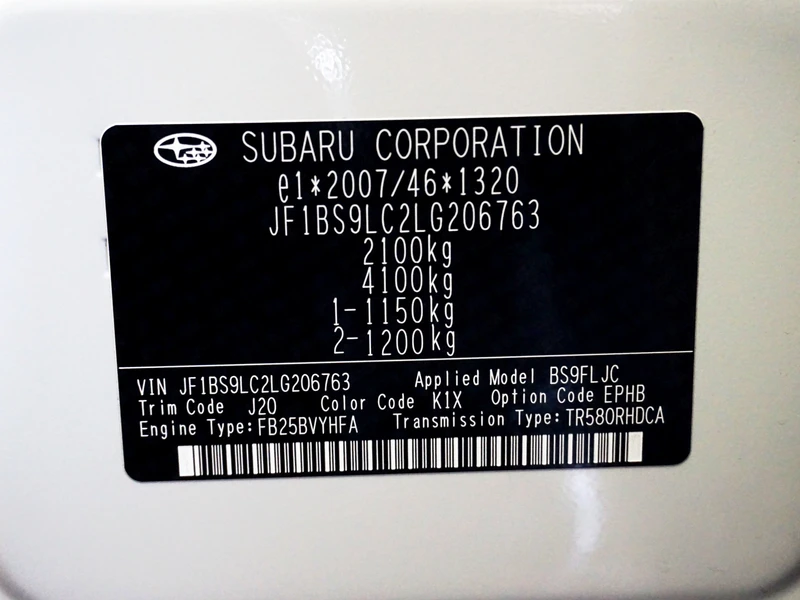 SUBARU CORPORATION
e1*2007/46*1320
JF1BS9LC2LG206763
2100kg
4100kg
1-1150kg
2-1200kg
VIN JF1BS9LC2LG206763 Applied Model BS9FLJC
Trim Code J20 Color Code K1X Option Code EPHB
Engine Type:FB25BVYHFA Transmission Type:TR580RHDCA